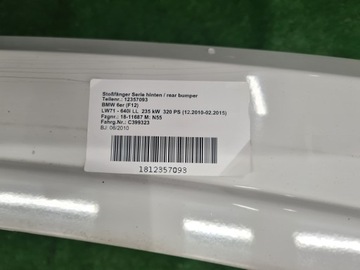 Stoßfänger Serie hinten / rear bumper
Teilenr.: 12357093
BMW 6er (F12)
LW71 - 640i LL 235 kW 320 PS (12.2010-02.2015)
Fzgnr.: 18-11687 M: N55
Fahrg.Nr.: C399323
BJ: 06/2010
1812357093